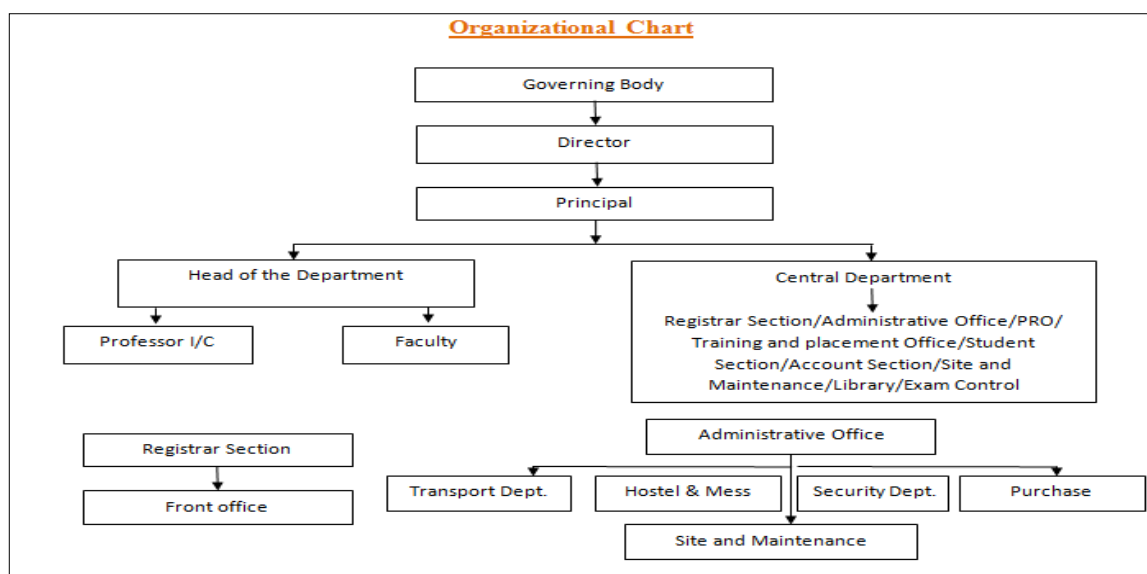 Organizational Chart
Governing Body
Director
Principal
Head of the Department
Central Department
Registrar Section/Administrative Office/PRO/
Training and placement Office/Student
Section/Account Section/Site and
Maintenance/Library/Exam Control
Professor I/C
Faculty
Registrar Section
Front office
Administrative Office
Transport Dept.
Hostel & Mess
Security Dept.
Purchase
Site and Maintenance